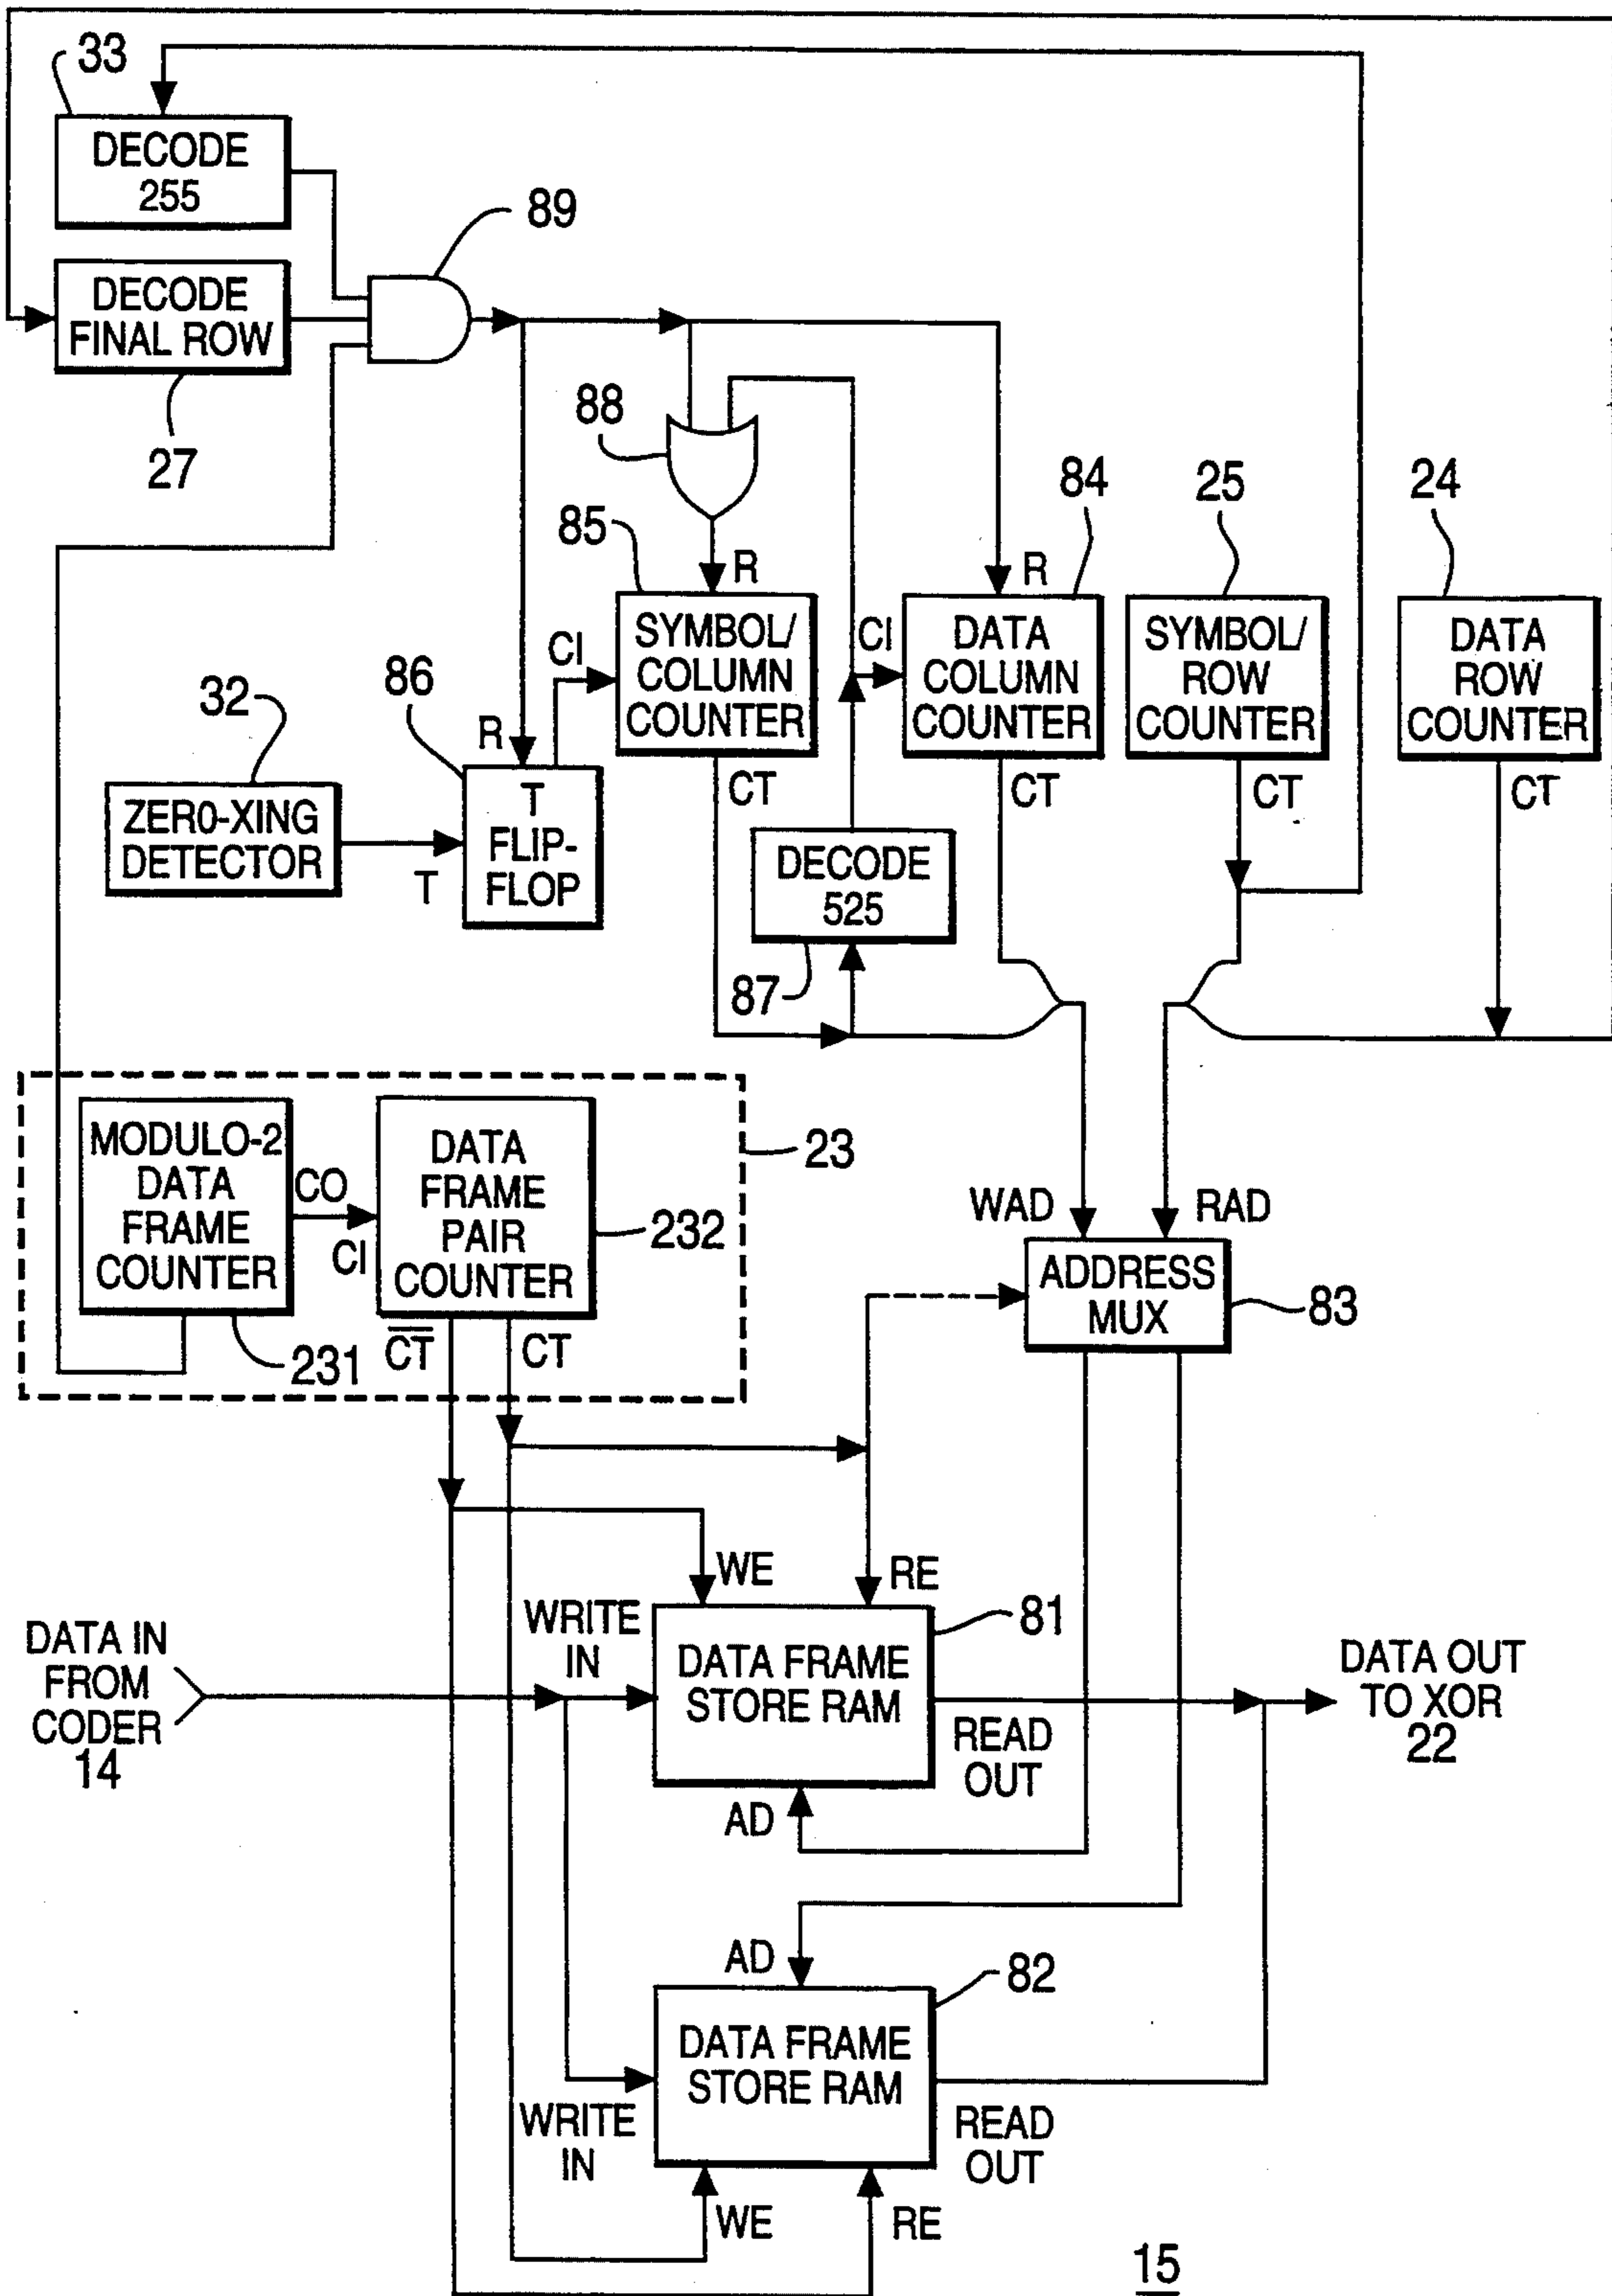 33
DECODE
255
89
DECODE
FINAL ROW
27
88
85
R
84
R
25
24
SYMBOL/
COLUMN
COUNTER
CI
CI
DATA
COLUMN
COUNTER
SYMBOL/
ROW
COUNTER
DATA
ROW
COUNTER
32
86
R
CT
CT
CT
CT
ZERO-XING
DETECTOR
T
T
FLIP-
FLOP
DECODE
525
87
MODULO-2
DATA
FRAME
COUNTER
CO
CI
DATA
FRAME
PAIR
COUNTER
23
232
231
C̅T̅
CT
WAD
RAD
ADDRESS
MUX
83
WE
RE
81
DATA IN
FROM
CODER
14
WRITE
IN
DATA FRAME
STORE RAM
READ
OUT
DATA OUT
TO XOR
22
AD
AD
82
DATA FRAME
STORE RAM
WRITE
IN
READ
OUT
WE
RE
15